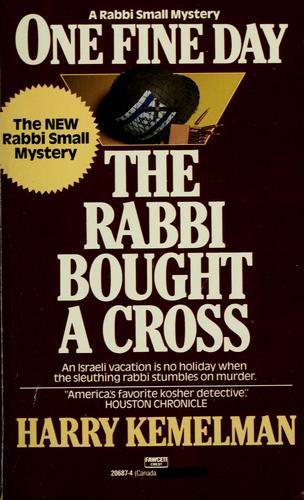 A Rabbi Small Mystery
ONE FINE DAY
The NEW
Rabbi Small
Mystery
THE
RABBI
BOUGHT
A CROSS
An Israeli vacation is no holiday when
the sleuthing rabbi stumbles on murder.
"America's favorite kosher detective."
HOUSTON CHRONICLE
HARRY KEMELMAN
FAWCETT
CREST
20687-4 (Canada